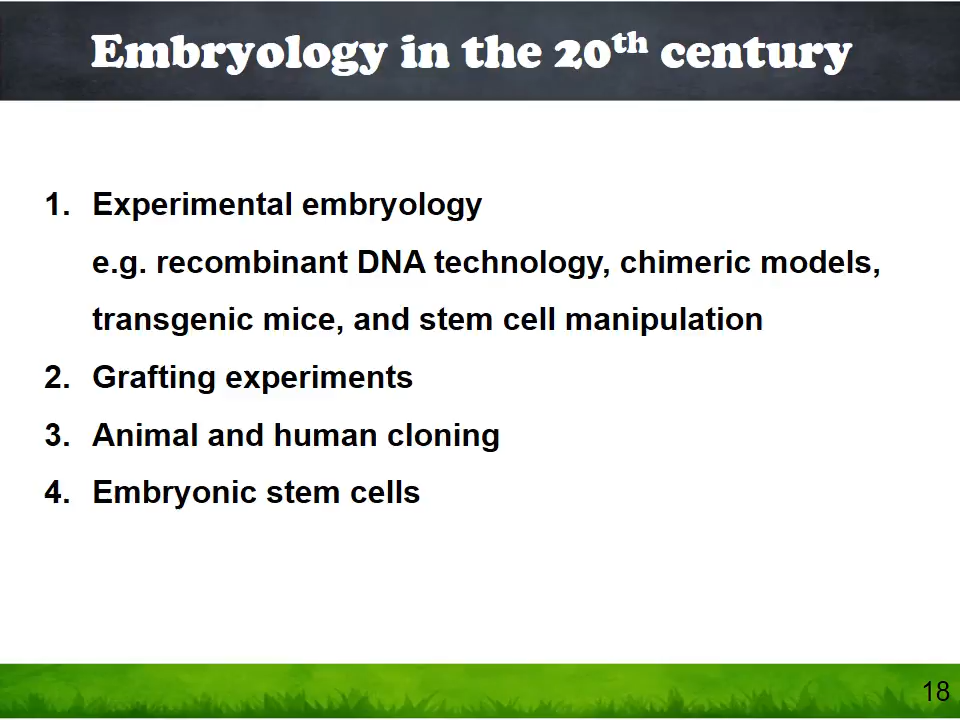 Embryology in the 20th century
1. Experimental embryology
e.g. recombinant DNA technology, chimeric models,
transgenic mice, and stem cell manipulation
2. Grafting experiments
3. Animal and human cloning
4. Embryonic stem cells
18